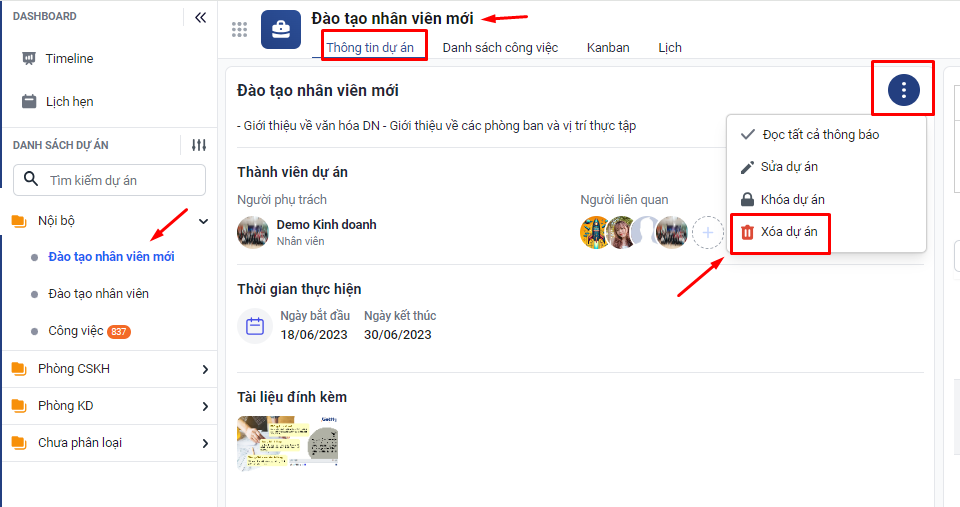 DASHBOARD
Timeline
Lịch hẹn
DANH SÁCH DỰ ÁN
Tìm kiếm dự án
Nội bộ
Đào tạo nhân viên mới
Đào tạo nhân viên
Công việc 837
Phòng CSKH
Phòng KD
Chưa phân loại
Đào tạo nhân viên mới
Thông tin dự án Danh sách công việc Kanban Lịch
Đào tạo nhân viên mới
- Giới thiệu về văn hóa DN - Giới thiệu về các phòng ban và vị trí thực tập
Đọc tất cả thông báo
Sửa dự án
Khóa dự án
Xóa dự án
Thành viên dự án
Người phụ trách Người liên quan
Demo Kinh doanh
Nhân viên
Thời gian thực hiện
Ngày bắt đầu Ngày kết thúc
18/06/2023 30/06/2023
Tài liệu đính kèm